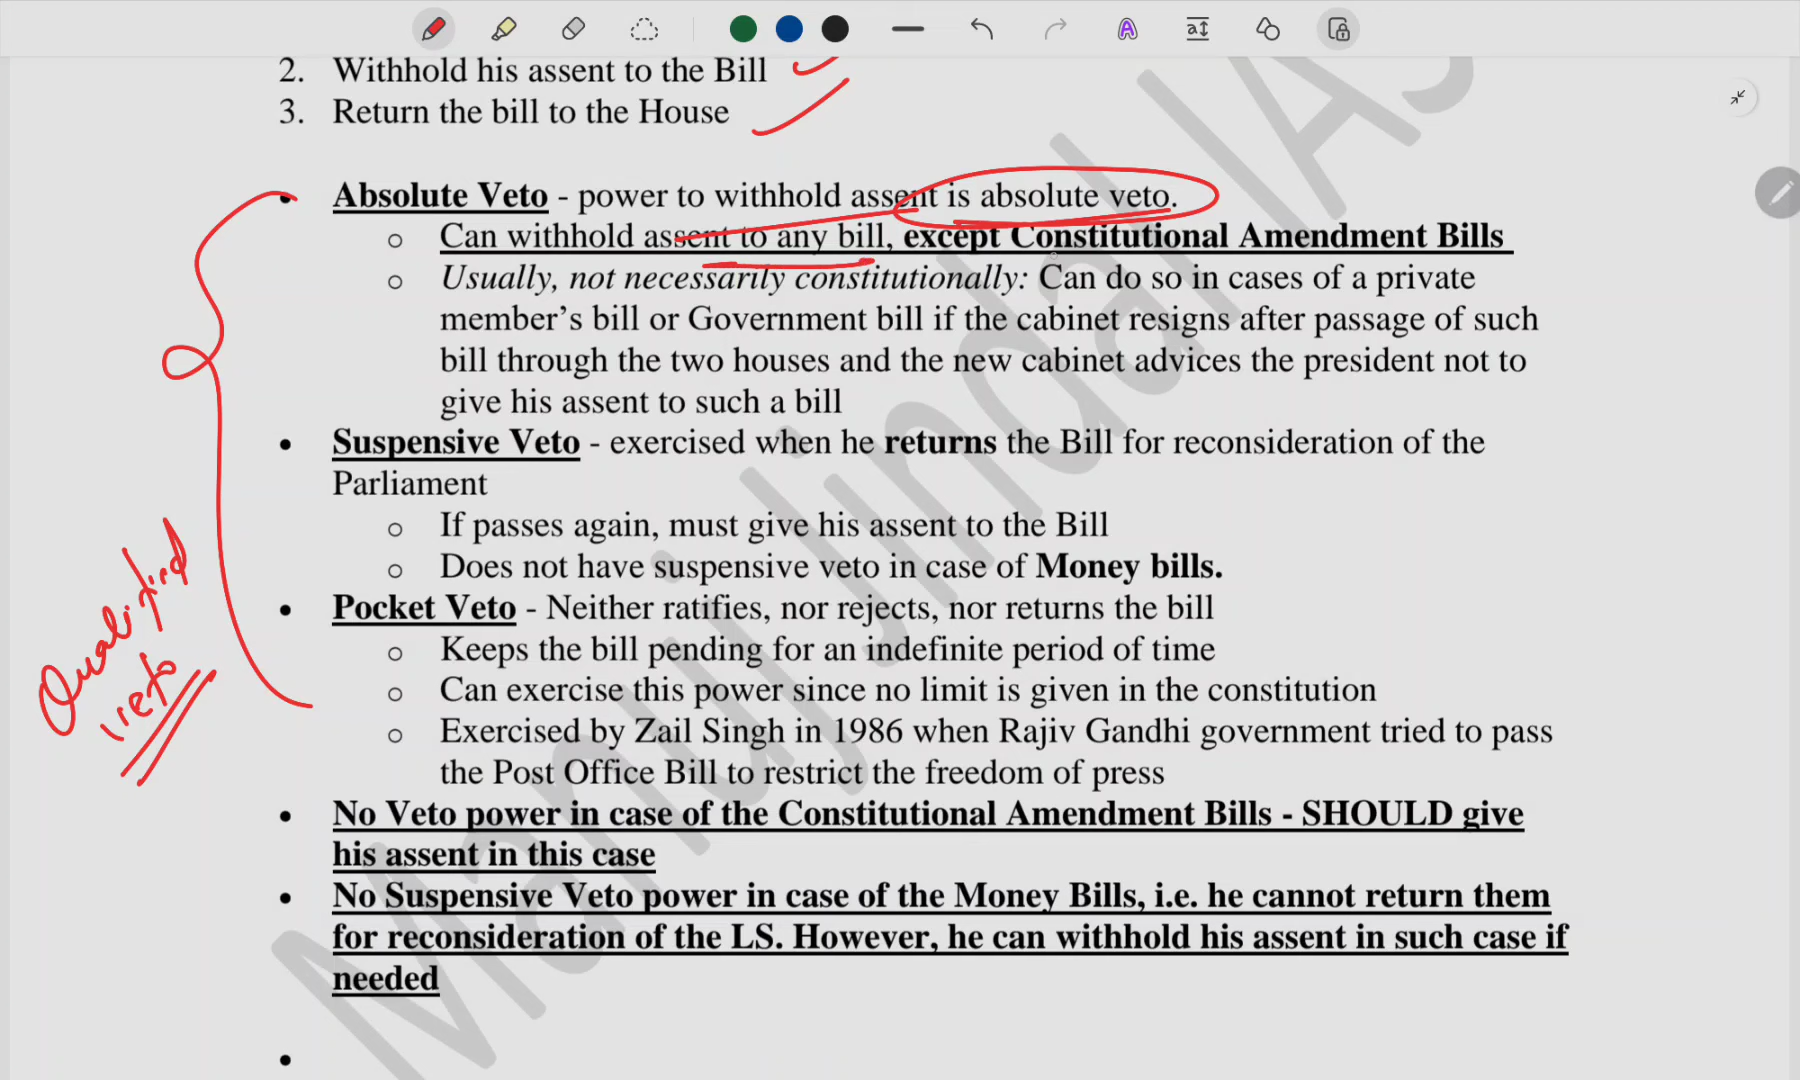 2. Withhold his assent to the Bill
3. Return the bill to the House
• Absolute Veto - power to withhold assent is absolute veto.
o Can withhold assent to any bill, except Constitutional Amendment Bills
o Usually, not necessarily constitutionally: Can do so in cases of a private
member’s bill or Government bill if the cabinet resigns after passage of such
bill through the two houses and the new cabinet advices the president not to
give his assent to such a bill
• Suspensive Veto - exercised when he returns the Bill for reconsideration of the
Parliament
o If passes again, must give his assent to the Bill
o Does not have suspensive veto in case of Money bills.
• Pocket Veto - Neither ratifies, nor rejects, nor returns the bill
o Keeps the bill pending for an indefinite period of time
o Can exercise this power since no limit is given in the constitution
o Exercised by Zail Singh in 1986 when Rajiv Gandhi government tried to pass
the Post Office Bill to restrict the freedom of press
• No Veto power in case of the Constitutional Amendment Bills - SHOULD give
his assent in this case
• No Suspensive Veto power in case of the Money Bills, i.e. he cannot return them
for reconsideration of the LS. However, he can withhold his assent in such case if
needed
•
Qualified
veto
Manuj Jindal IAS